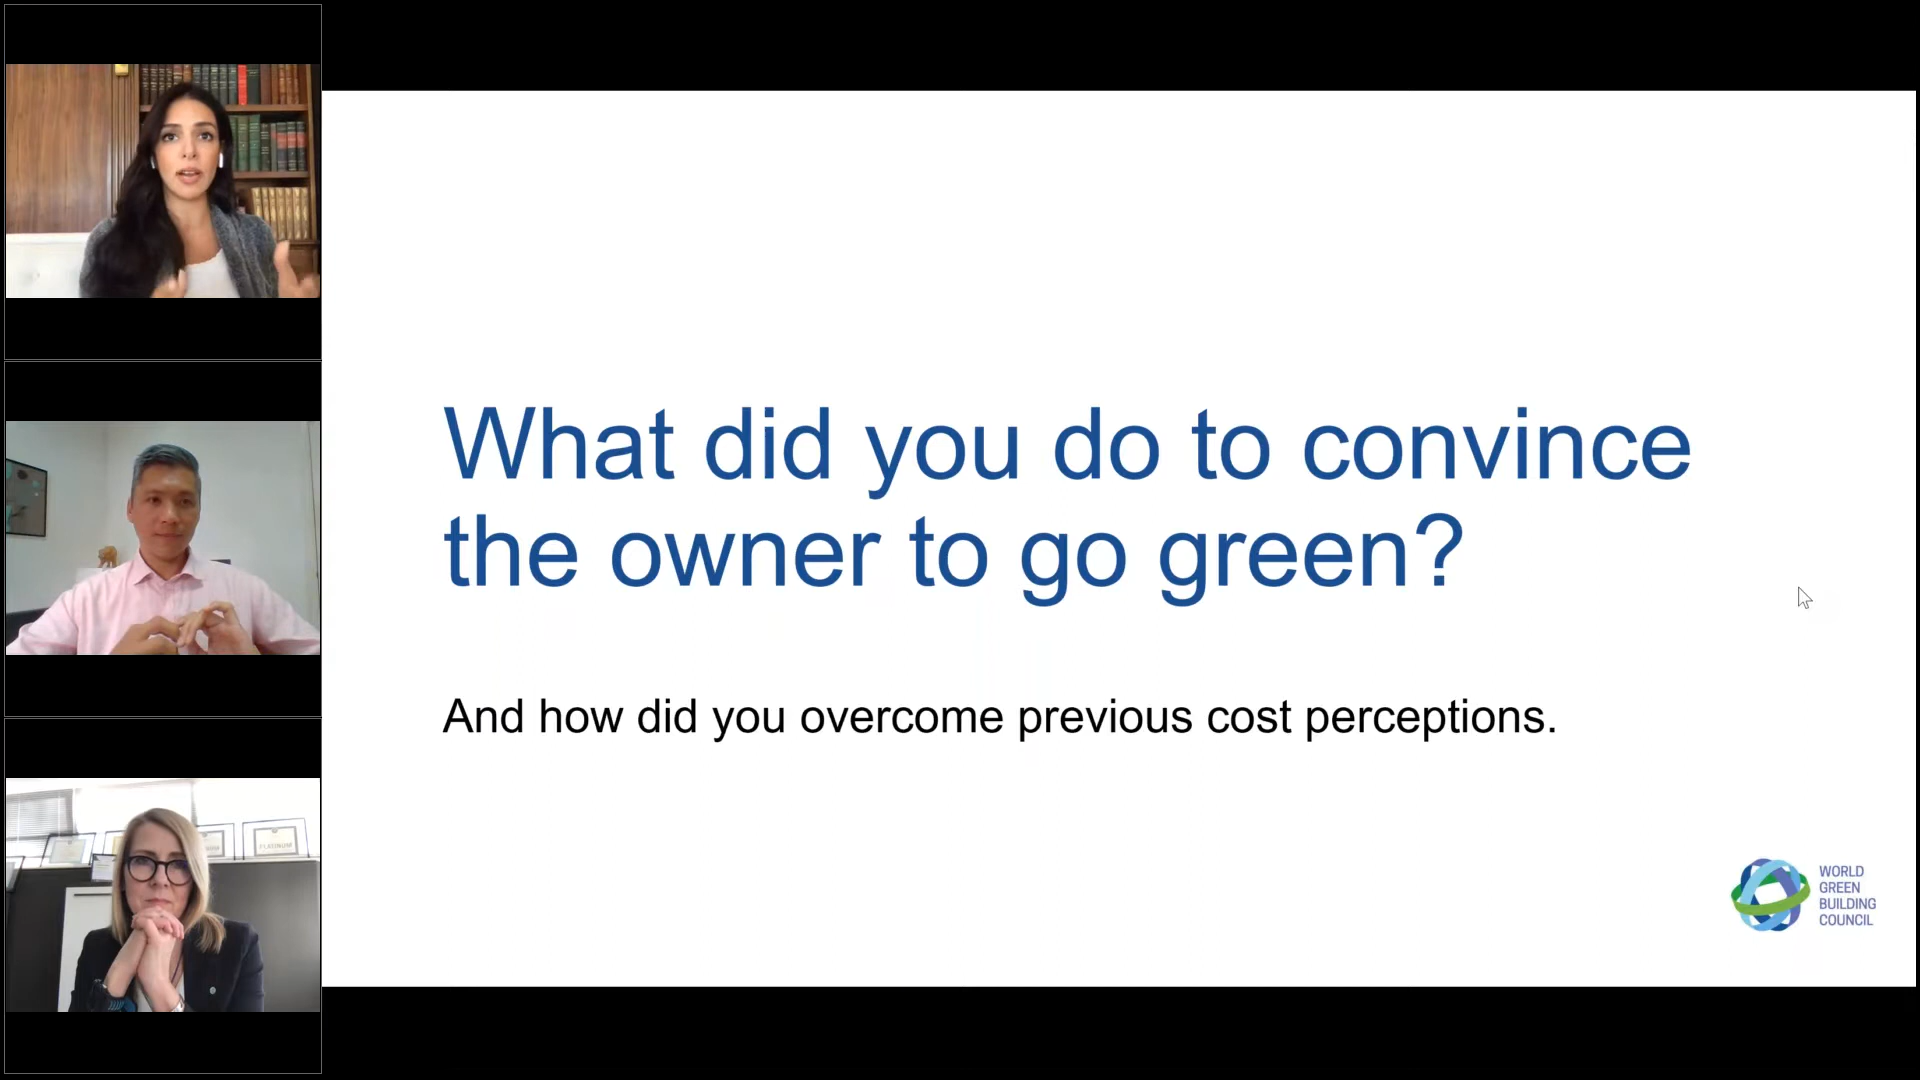 What did you do to convince
the owner to go green?
And how did you overcome previous cost perceptions.
WORLD
GREEN
BUILDING
COUNCIL
PLATINUM